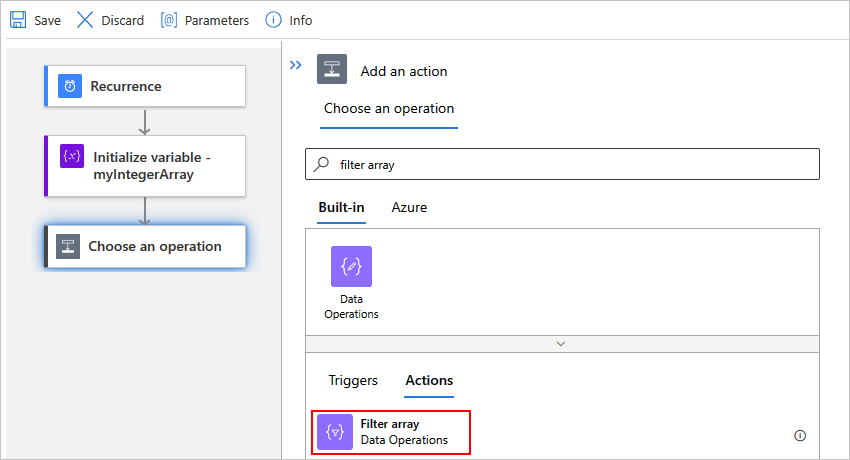 Save Discard [@] Parameters Info
Recurrence
{x} Initialize variable -
myIntegerArray
Choose an operation
Add an action
Choose an operation
filter array
Built-in Azure
Data
Operations
Triggers Actions
Filter array
Data Operations